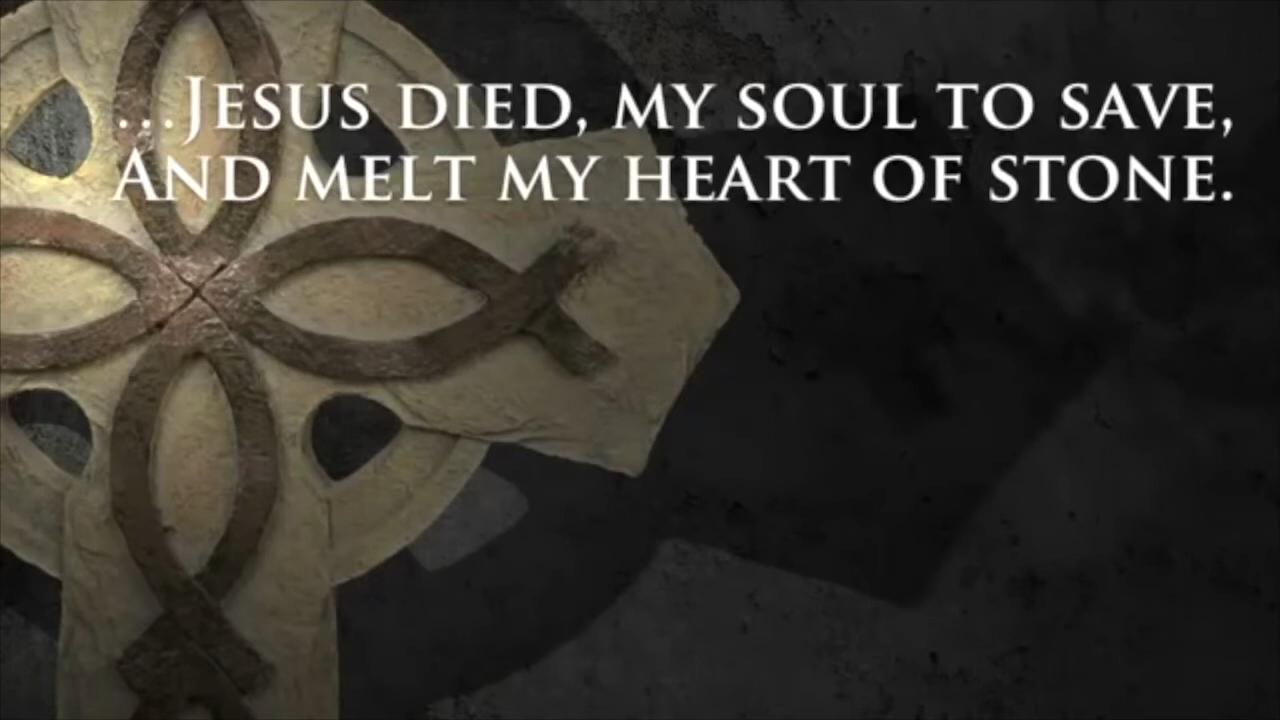 …Jesus died, my soul to save,
And melt my heart of stone.